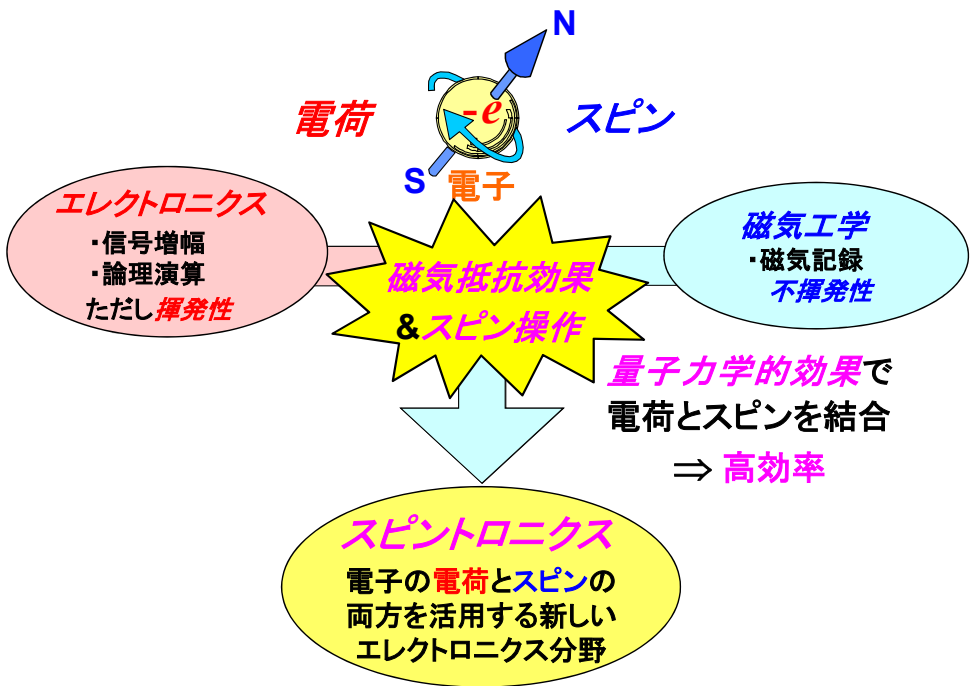 N
電荷
-e
スピン
S
電子
エレクトロニクス
・信号増幅
・論理演算
ただし揮発性
磁気抵抗効果
&スピン操作
磁気工学
・磁気記録
不揮発性
量子力学的効果で
電荷とスピンを結合
⇒ 高効率
スピントロニクス
電子の電荷とスピンの
両方を活用する新しい
エレクトロニクス分野